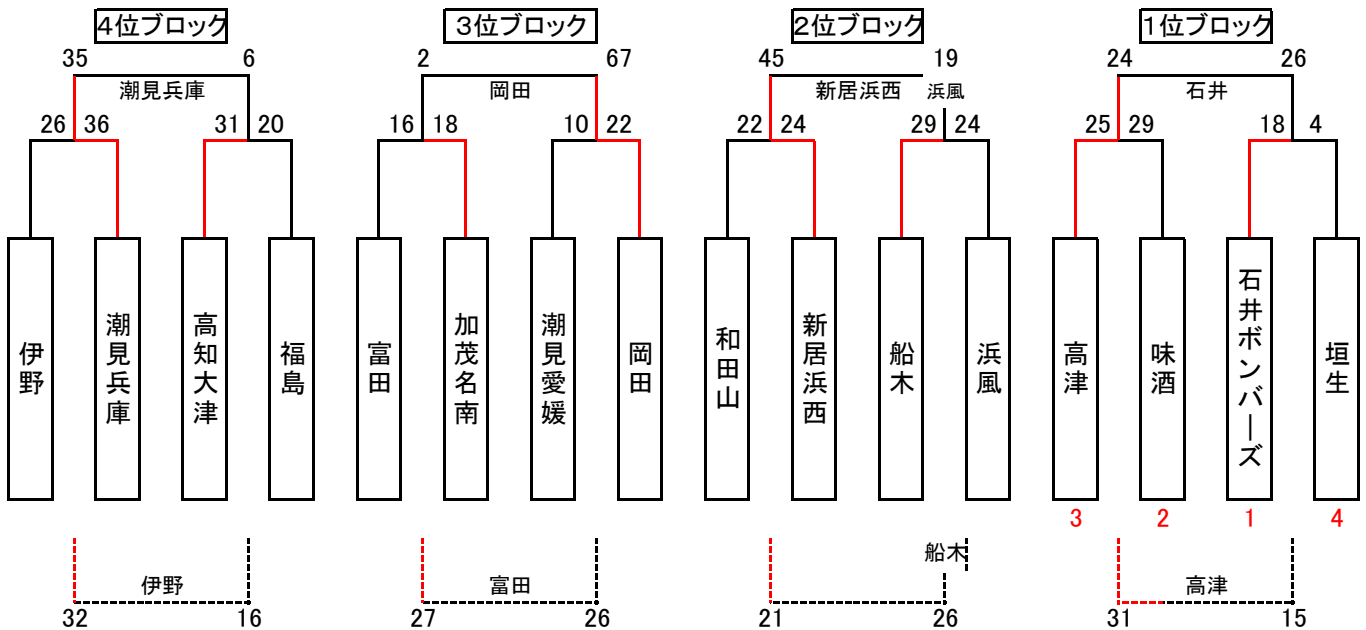 4位ブロック 3位ブロック 2位ブロック 1位ブロック
35 6 2 67 45 19 24 26
潮見兵庫 岡田 新居浜西 浜風 石井
26 36 31 20 16 18 10 22 22 24 29 24 25 29 18 4
伊野
潮見兵庫
高知大津
福島
富田
加茂名南
潮見愛媛
岡田
和田山
新居浜西
船木
浜風
高津
味酒
石井ボンバーズ
垣生
3 2 1 4
船木
伊野 富田 高津
32 16 27 26 21 26 31 15